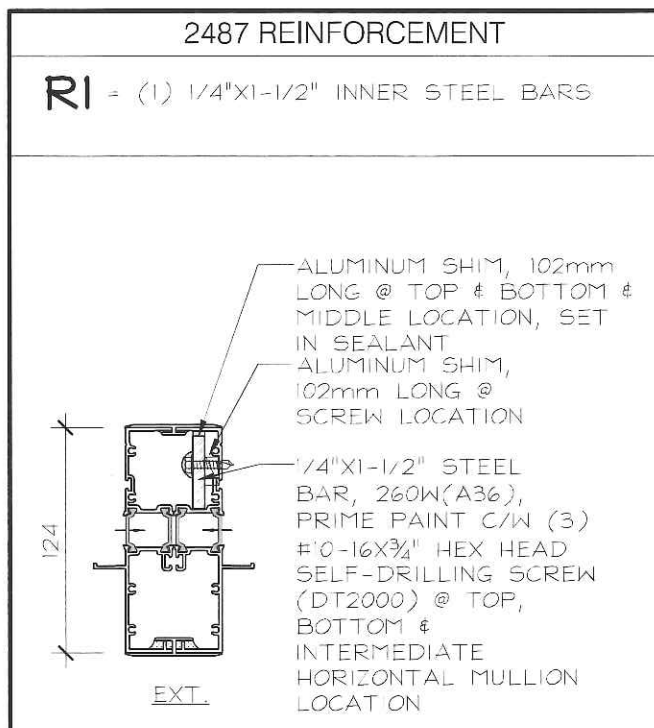 2487 REINFORCEMENT
R1 = (1) 1/4"X1-1/2" INNER STEEL BARS
ALUMINUM SHIM, 102mm
LONG @ TOP & BOTTOM &
MIDDLE LOCATION, SET
IN SEALANT
ALUMINUM SHIM,
102mm LONG @
SCREW LOCATION
1/4"X1-1/2" STEEL
BAR, 260W(A36),
PRIME PAINT C/W (3)
#10-16X3/4" HEX HEAD
SELF-DRILLING SCREW
(DT2000) @ TOP,
BOTTOM &
INTERMEDIATE
HORIZONTAL MULLION
LOCATION
124
EXT.